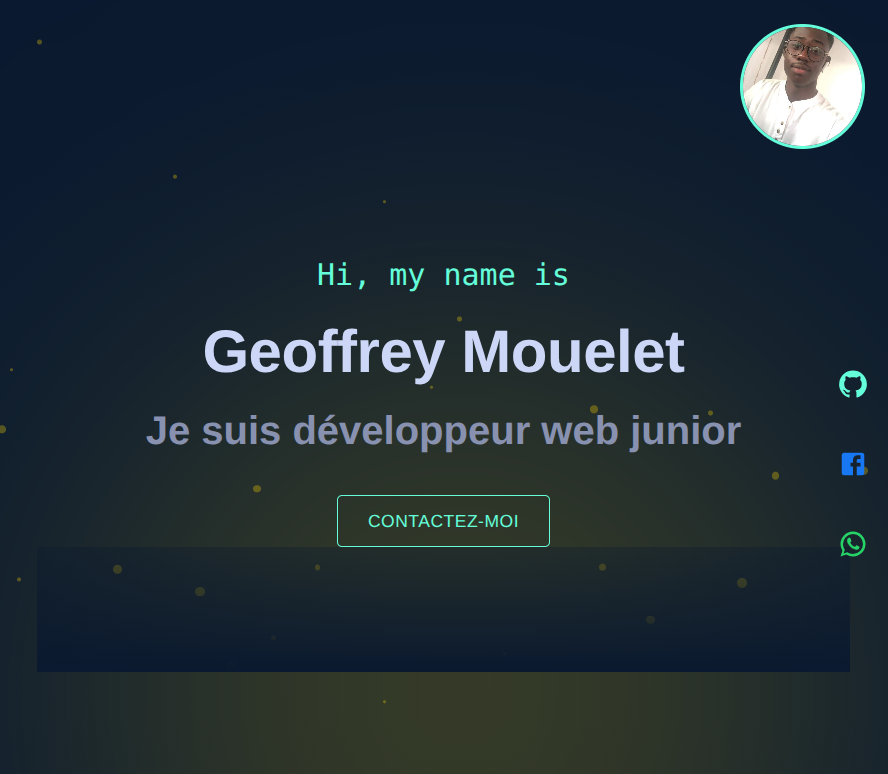 Hi, my name is
Geoffrey Mouelet
Je suis développeur web junior
CONTACTEZ-MOI